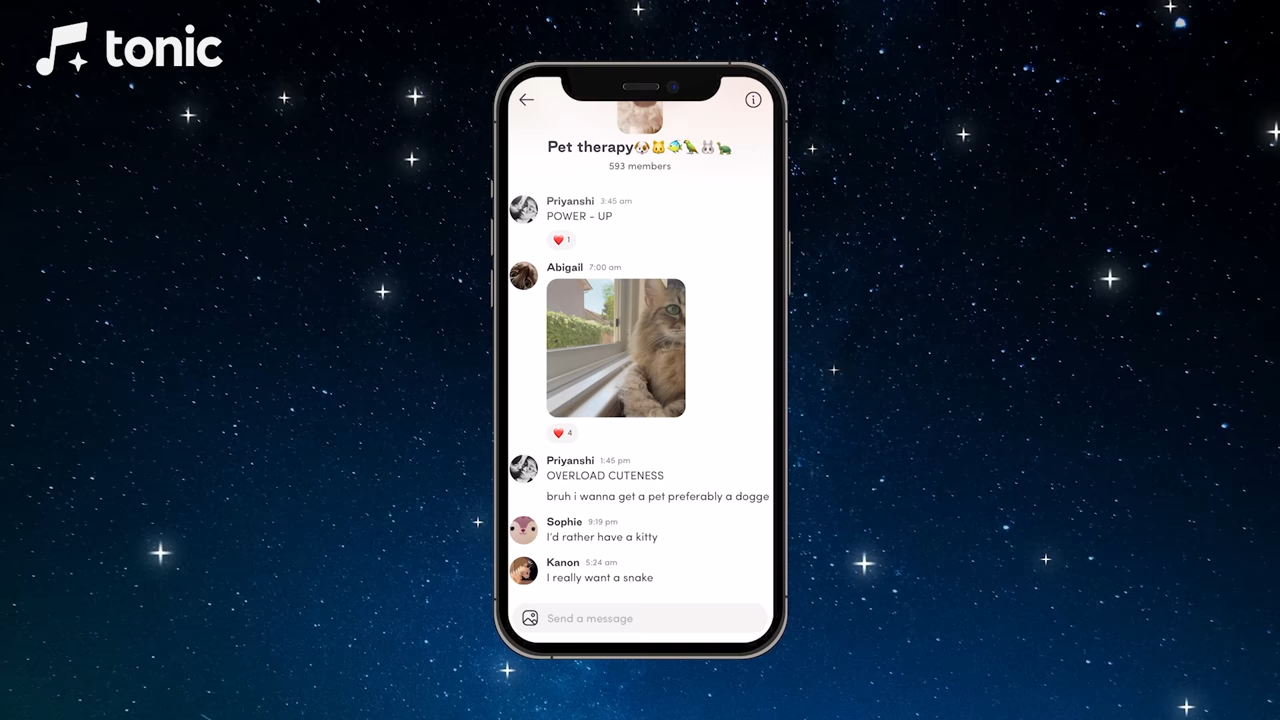 tonic
Pet therapy🐶🐱🐠🦜🐰🐢
593 members
Priyanshi 3:45 am
POWER - UP
❤️ 1
Abigail 7:00 am
❤️ 4
Priyanshi 1:45 pm
OVERLOAD CUTENESS
bruh i wanna get a pet preferably a dogge
Sophie 9:19 pm
I'd rather have a kitty
Kanon 5:24 am
I really want a snake
Send a message